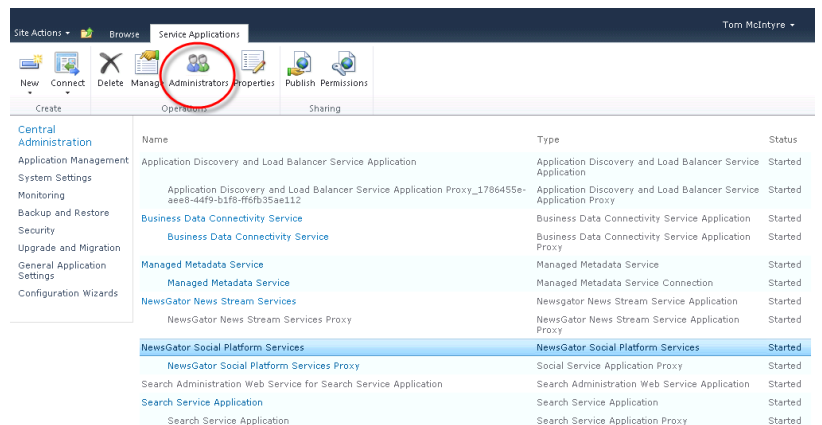 Tom McIntyre
Site Actions Browse Service Applications
New Connect Delete Manage Administrators Properties Publish Permissions
Create Operations Sharing
Central
Administration
Application Management
System Settings
Monitoring
Backup and Restore
Security
Upgrade and Migration
General Application
Settings
Configuration Wizards
Name Type Status
Application Discovery and Load Balancer Service Application Application Discovery and Load Balancer Service Started
Application
Application Discovery and Load Balancer Service Application Proxy_1786455e- Application Discovery and Load Balancer Service Started
aee8-44f9-b1f8-ff6fb35ae112 Application Proxy
Business Data Connectivity Service Business Data Connectivity Service Application Started
Business Data Connectivity Service Business Data Connectivity Service Application Started
Proxy
Managed Metadata Service Managed Metadata Service Started
Managed Metadata Service Managed Metadata Service Connection Started
NewsGator News Stream Services Newsgator News Stream Service Application Started
NewsGator News Stream Services Proxy NewsGator News Stream Service Application Started
Proxy
NewsGator Social Platform Services NewsGator Social Platform Services Started
NewsGator Social Platform Services Proxy Social Service Application Proxy Started
Search Administration Web Service for Search Service Application Search Administration Web Service Application Started
Search Service Application Search Service Application Started
Search Service Application Search Service Application Proxy Started